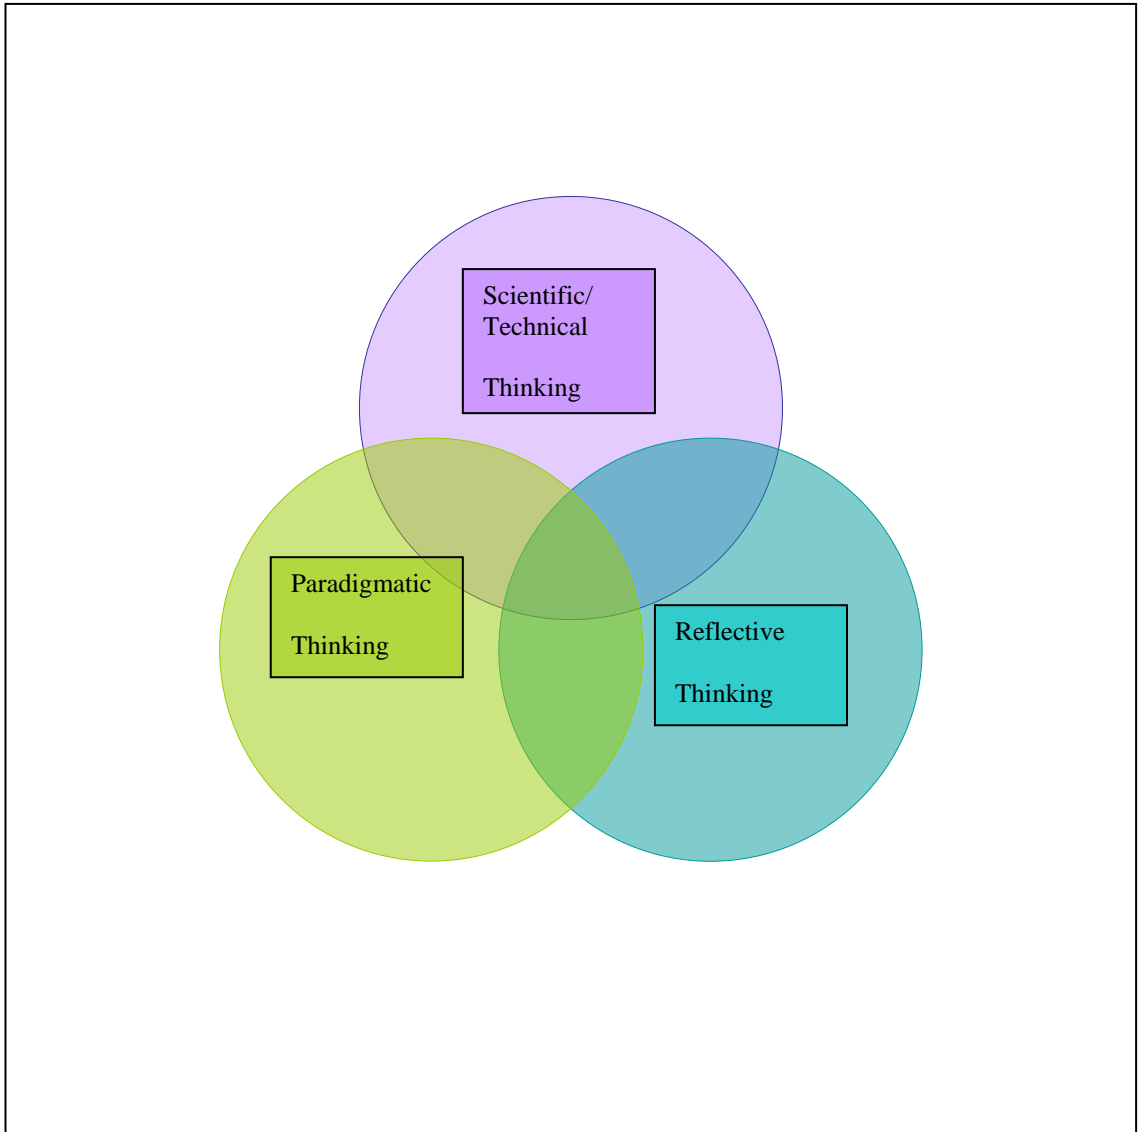 Scientific/
Technical
Thinking
Paradigmatic
Thinking
Reflective
Thinking